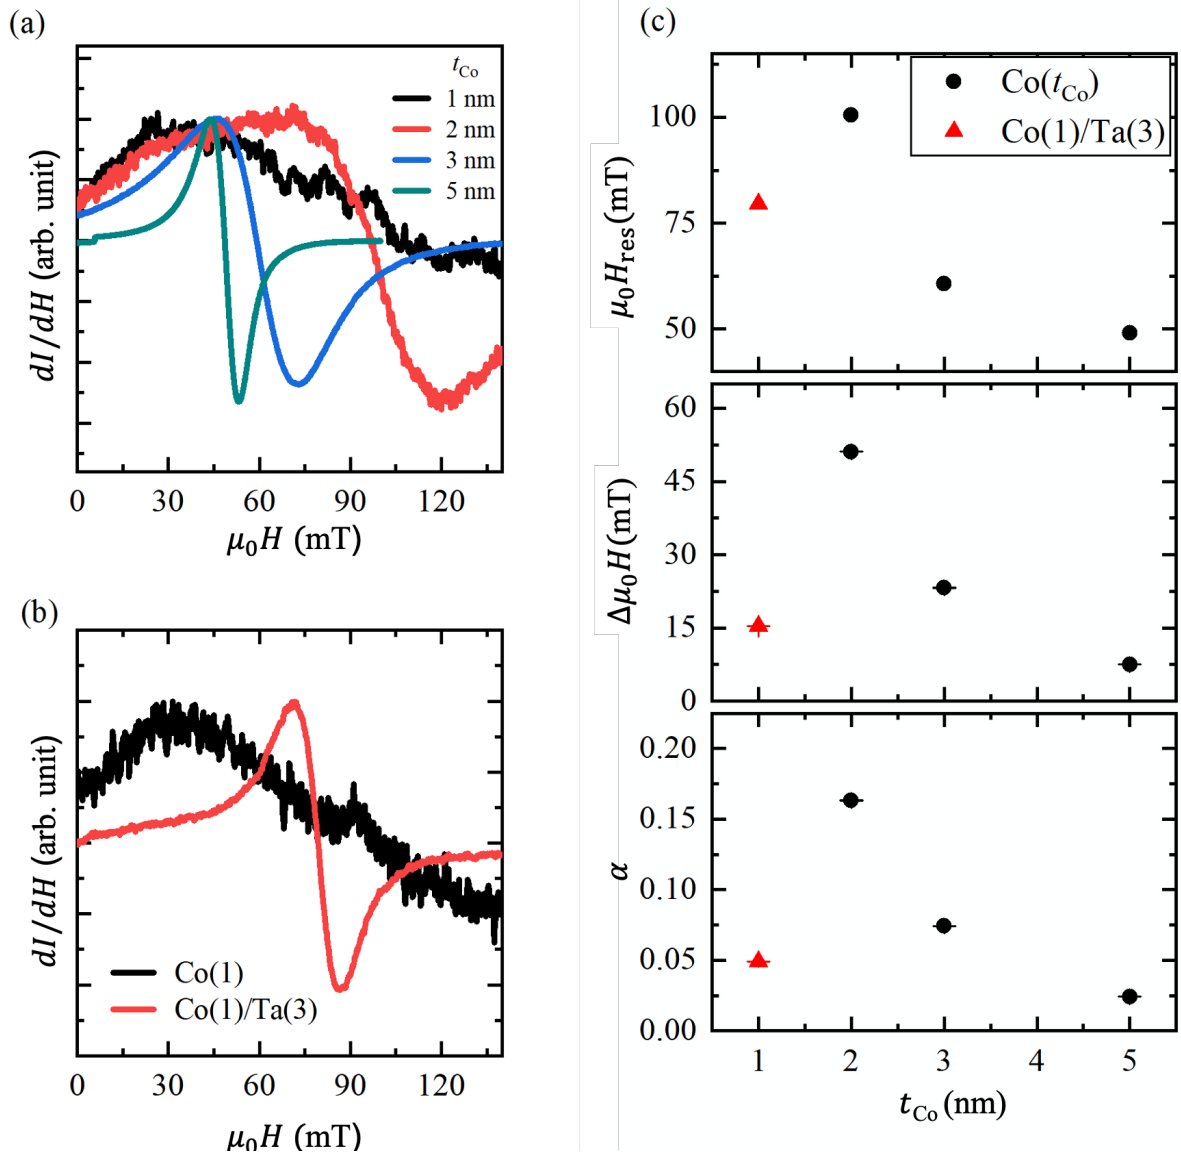 (a)
t_Co
1 nm
2 nm
3 nm
5 nm
dI/dH (arb. unit)
0 30 60 90 120
μ₀H (mT)
(b)
Co(1)
Co(1)/Ta(3)
dI/dH (arb. unit)
0 30 60 90 120
μ₀H (mT)
(c)
Co(t_Co)
Co(1)/Ta(3)
100
75
50
μ₀H_res(mT)
60
45
30
15
0
Δμ₀H(mT)
0.20
0.15
0.10
0.05
0.00
α
1 2 3 4 5
t_Co(nm)